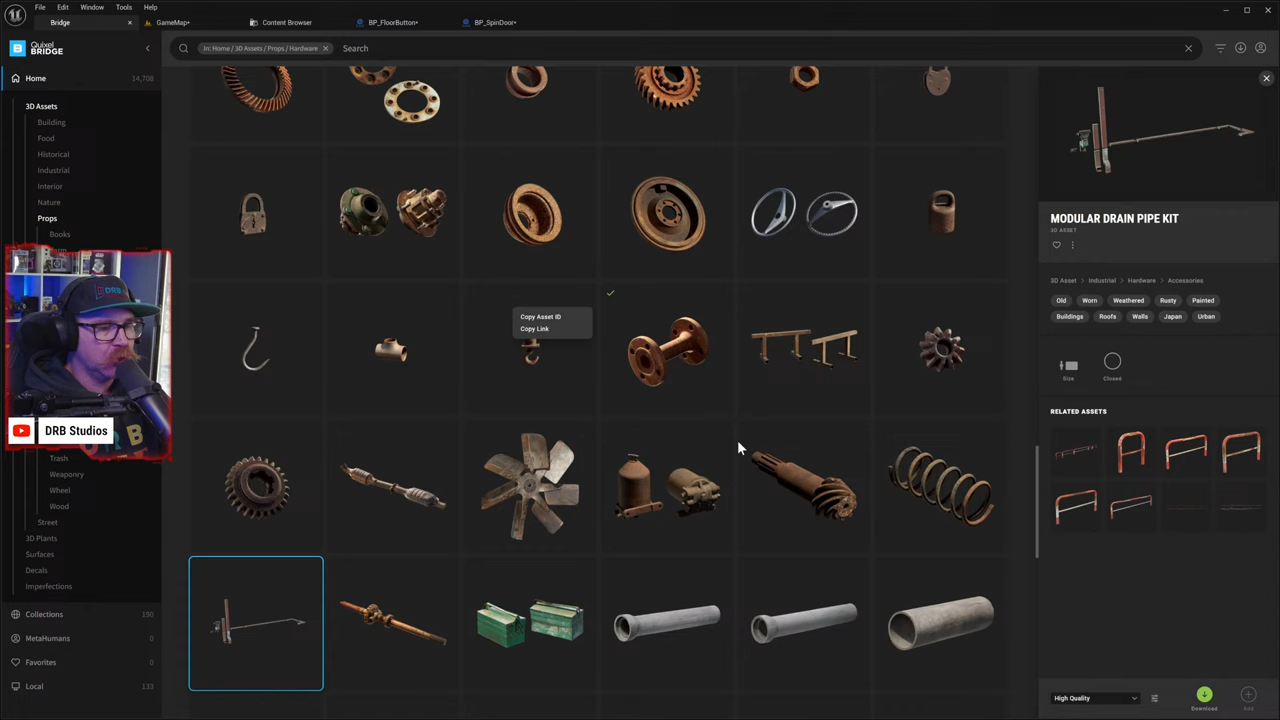 File Edit Window Tools Help
Bridge
GameMap•
Content Browser
BP_FloorButton•
BP_SpinDoor•
Quixel
BRIDGE
In: Home / 3D Assets / Props / Hardware
Search
Home 14,708
3D Assets
Building
Food
Historical
Industrial
Interior
Nature
Props
Books
DRB Studios
Trash
Weaponry
Wheel
Wood
Street
3D Plants
Surfaces
Decals
Imperfections
Collections 190
MetaHumans 0
Favorites 0
Local 133
Copy Asset ID
Copy Link
MODULAR DRAIN PIPE KIT
3D ASSET
3D Asset > Industrial > Hardware > Accessories
Old Worn Weathered Rusty Painted
Buildings Roofs Walls Japan Urban
Size Closed
RELATED ASSETS
High Quality
Download
Add